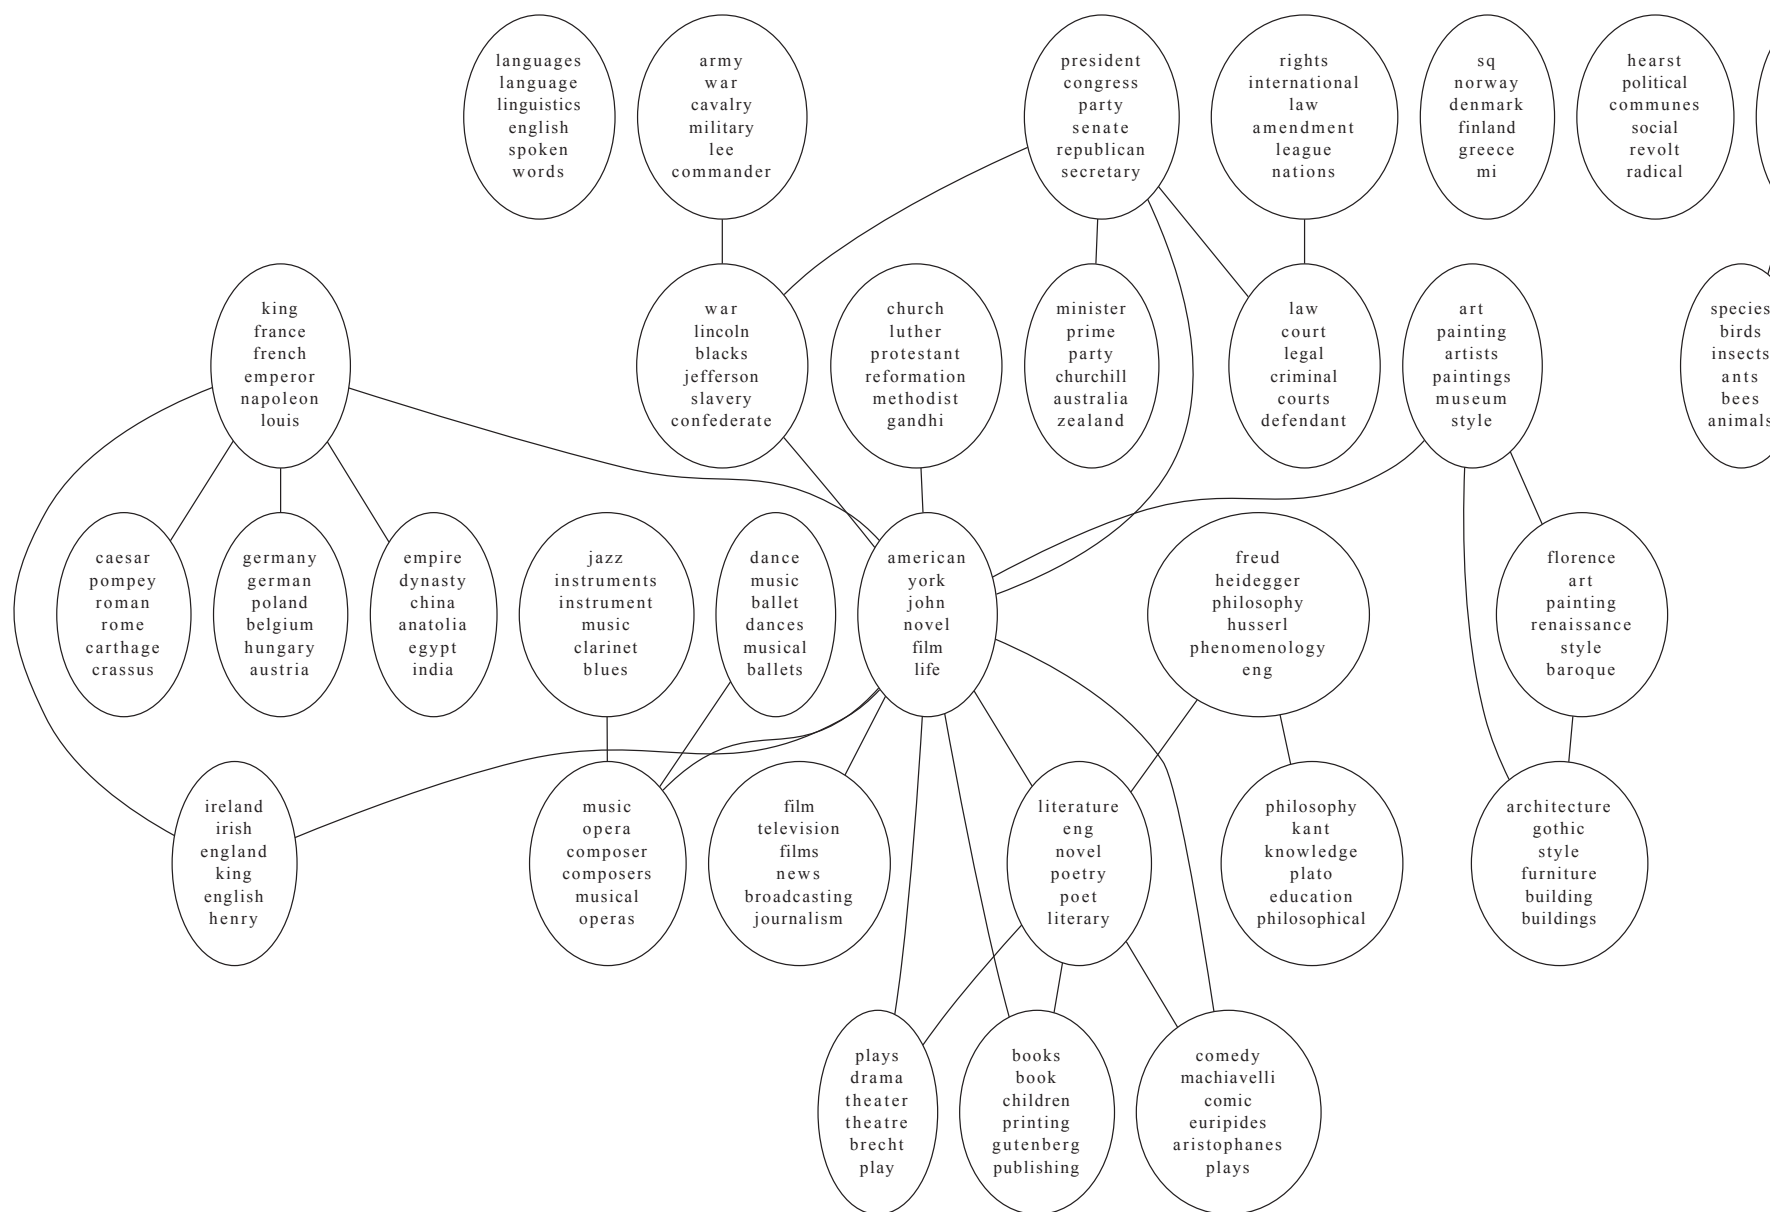 languages
language
linguistics
english
spoken
words
army
war
cavalry
military
lee
commander
president
congress
party
senate
republican
secretary
rights
international
law
amendment
league
nations
sq
norway
denmark
finland
greece
mi
hearst
political
communes
social
revolt
radical
king
france
french
emperor
napoleon
louis
war
lincoln
blacks
jefferson
slavery
confederate
church
luther
protestant
reformation
methodist
gandhi
minister
prime
party
churchill
australia
zealand
law
court
legal
criminal
courts
defendant
art
painting
artists
paintings
museum
style
species
birds
insects
ants
bees
animals
caesar
pompey
roman
rome
carthage
crassus
germany
german
poland
belgium
hungary
austria
empire
dynasty
china
anatolia
egypt
india
jazz
instruments
instrument
music
clarinet
blues
dance
music
ballet
dances
musical
ballets
american
york
john
novel
film
life
freud
heidegger
philosophy
husserl
phenomenology
eng
florence
art
painting
renaissance
style
baroque
ireland
irish
england
king
english
henry
music
opera
composer
composers
musical
operas
film
television
films
news
broadcasting
journalism
literature
eng
novel
poetry
poet
literary
philosophy
kant
knowledge
plato
education
philosophical
architecture
gothic
style
furniture
building
buildings
plays
drama
theater
theatre
brecht
play
books
book
children
printing
gutenberg
publishing
comedy
machiavelli
comic
euripides
aristophanes
plays